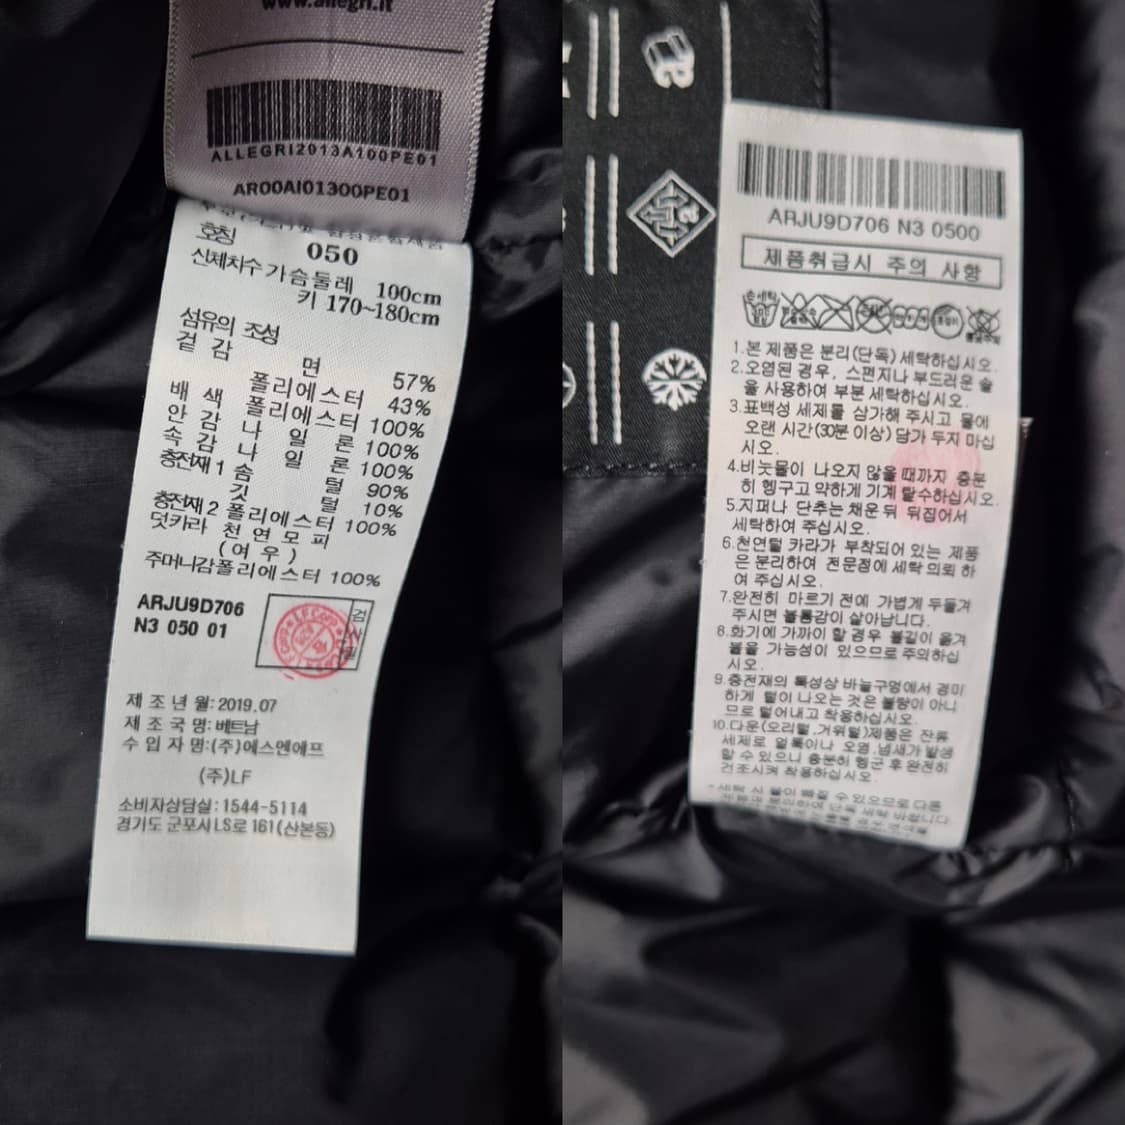 www.allegri.it
ALLEGRI2013A100PE01
AR00AI01300PE01
호칭 050
신체치수 가슴둘레 100cm
키 170~180cm
섬유의 조성
겉감 면 57%
폴리에스터 43%
배색 폴리에스터 100%
안감 나일론 100%
속감 나일론 100%
충전재1 솜털 90%
깃털 10%
충전재2 폴리에스터 100%
덧카라 천연모피
(여우)
주머니감 폴리에스터 100%
ARJU9D706
N3 050 01
검사필
제조년월: 2019.07
제조국명: 베트남
수입자명: (주)에스엔에프
(주)LF
소비자상담실: 1544-5114
경기도 군포시 LS로 161(산본동)
ARJU9D706 N3 0500
제품취급시 주의 사항
손세탁
1.본 제품은 분리(단독) 세탁하십시오.
2.오염된 경우, 스펀지나 부드러운 솔
을 사용하여 부분 세탁하십시오.
3.표백성 세제를 삼가해 주시고 물에
오랜 시간(30분 이상) 담가 두지 마십
시오.
4.비눗물이 나오지 않을 때까지 충분
히 헹구고 약하게 기계 탈수하십시오.
5.지퍼나 단추는 채운 뒤 뒤집어서
세탁하여 주십시오.
6.천연털 카라가 부착되어 있는 제품
은 분리하여 전문점에 세탁 의뢰 하
여 주십시오.
7.완전히 마르기 전에 가볍게 두들겨
주시면 볼륨감이 살아납니다.
8.화기에 가까이 할 경우 불길이 옮겨
붙을 가능성이 있으므로 주의하십
시오.
9.충전재의 특성상 바늘구멍에서 경미
하게 털이 나오는 것은 불량이 아니
므로 털어내고 착용하십시오.
10.다운(오리털,거위털)제품은 잔류
세제로 얼룩이나 오염,냄새가 발생
할 수 있으니 충분히 헹군 후 완전히
건조시켜 착용하십시오.